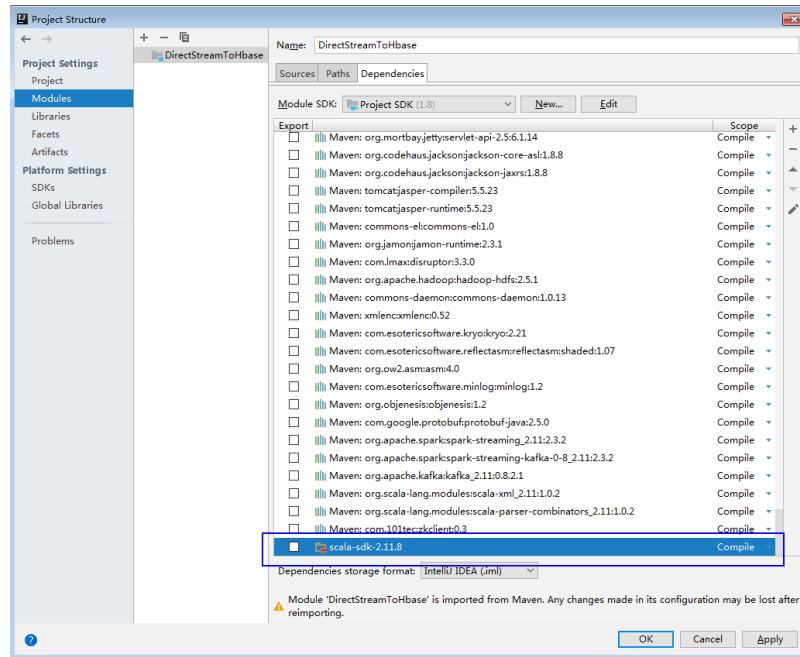 Project Structure
Project Settings
Project
Modules
Libraries
Facets
Artifacts
Platform Settings
SDKs
Global Libraries
Problems
DirectStreamToHbase
Name: DirectStreamToHbase
Sources Paths Dependencies
Module SDK: Project SDK (1.8) New... Edit
Export Scope
Maven: org.mortbay.jetty:servlet-api-2.5:6.1.14 Compile
Maven: org.codehaus.jackson:jackson-core-asl:1.8.8 Compile
Maven: org.codehaus.jackson:jackson-jaxrs:1.8.8 Compile
Maven: tomcat:jasper-compiler:5.5.23 Compile
Maven: tomcat:jasper-runtime:5.5.23 Compile
Maven: commons-el:commons-el:1.0 Compile
Maven: org.jamon:jamon-runtime:2.3.1 Compile
Maven: com.lmax:disruptor:3.3.0 Compile
Maven: org.apache.hadoop:hadoop-hdfs:2.5.1 Compile
Maven: commons-daemon:commons-daemon:1.0.13 Compile
Maven: xmlenc:xmlenc:0.52 Compile
Maven: com.esotericsoftware.kryo:kryo:2.21 Compile
Maven: com.esotericsoftware.reflectasm:reflectasm:shaded:1.07 Compile
Maven: org.ow2.asm:asm:4.0 Compile
Maven: com.esotericsoftware.minlog:minlog:1.2 Compile
Maven: org.objenesis:objenesis:1.2 Compile
Maven: com.google.protobuf:protobuf-java:2.5.0 Compile
Maven: org.apache.spark:spark-streaming_2.11:2.3.2 Compile
Maven: org.apache.spark:spark-streaming-kafka-0-8_2.11:2.3.2 Compile
Maven: org.apache.kafka:kafka_2.11:0.8.2.1 Compile
Maven: org.scala-lang.modules:scala-xml_2.11:1.0.2 Compile
Maven: org.scala-lang.modules:scala-parser-combinators_2.11:1.0.2 Compile
Maven: com.101tec:zkclient:0.3 Compile
scala-sdk-2.11.8 Compile
Dependencies storage format: IntelliJ IDEA (.iml)
Module 'DirectStreamToHbase' is imported from Maven. Any changes made in its configuration may be lost after
reimporting.
OK Cancel Apply